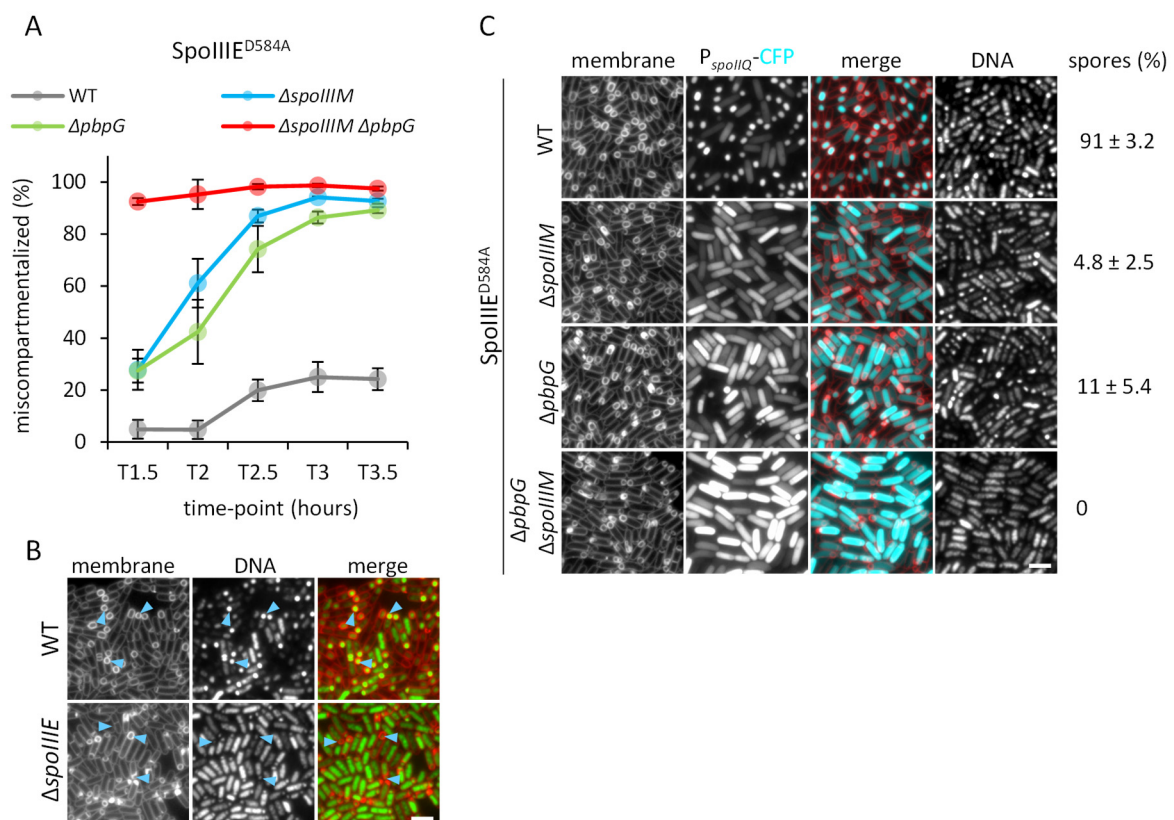 A
SpoIIIE^D584A
WT
ΔspoIIIM
ΔpbpG
ΔspoIIIM ΔpbpG
miscompartmentalized (%)
100
80
60
40
20
0
T1.5 T2 T2.5 T3 T3.5
time-point (hours)
B
membrane DNA merge
WT
ΔspoIIIE
C
membrane P_spoIIQ-CFP merge DNA spores (%)
SpoIIIE^D584A
WT
91 ± 3.2
ΔspoIIIM
4.8 ± 2.5
ΔpbpG
11 ± 5.4
ΔpbpG
ΔspoIIIM
0